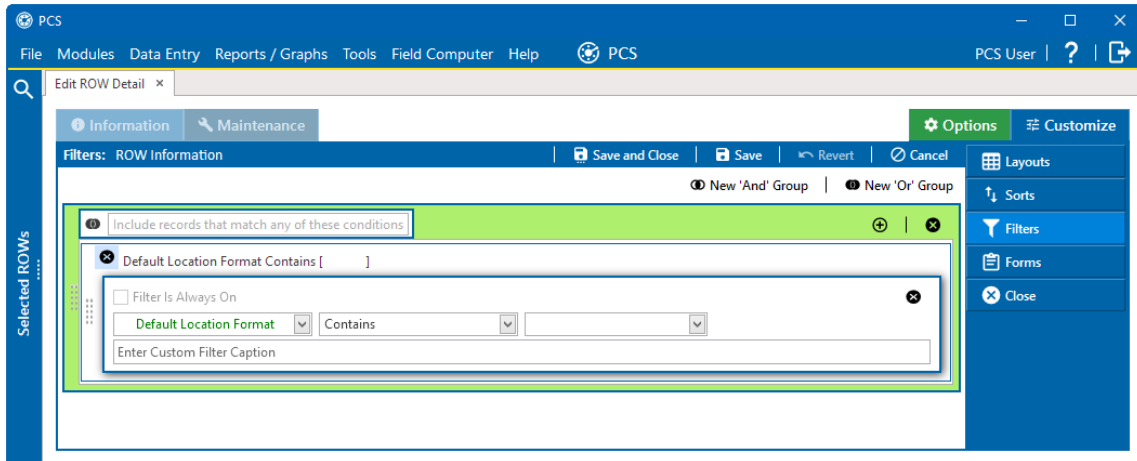 PCS
File Modules Data Entry Reports / Graphs Tools Field Computer Help PCS PCS User | ? |
Edit ROW Detail ×
Information Maintenance Options Customize
Filters: ROW Information | Save and Close | Save | Revert | Cancel
Layouts
New 'And' Group | New 'Or' Group
Sorts
Include records that match any of these conditions
Filters
Default Location Format Contains [ ]
Forms
Filter Is Always On
Close
Default Location Format Contains
Enter Custom Filter Caption
Selected ROWs